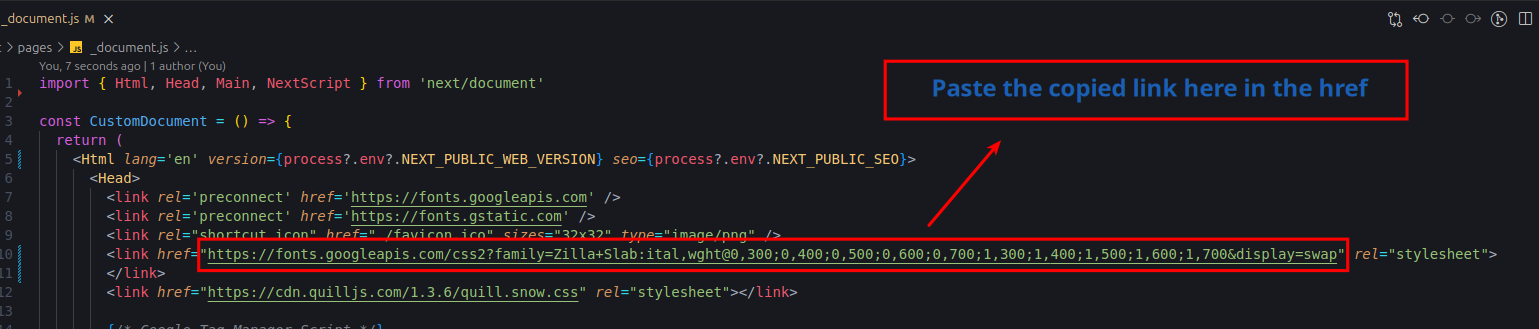 _document.js M ×
> pages > JS _document.js > ...
You, 7 seconds ago | 1 author (You)
Paste the copied link here in the href
1 import { Html, Head, Main, NextScript } from 'next/document'
2
3 const CustomDocument = () => {
4 return (
5 <Html lang='en' version={process?.env?.NEXT_PUBLIC_WEB_VERSION} seo={process?.env?.NEXT_PUBLIC_SEO}>
6 <Head>
7 <link rel='preconnect' href='https://fonts.googleapis.com' />
8 <link rel='preconnect' href='https://fonts.gstatic.com' />
9 <link rel="shortcut icon" href=" /favicon.ico" sizes="32x32" type="image/png" />
10 <link href="https://fonts.googleapis.com/css2?family=Zilla+Slab:ital,wght@0,300;0,400;0,500;0,600;0,700;1,300;1,400;1,500;1,600;1,700&display=swap" rel="stylesheet">
11 </link>
12 <link href="https://cdn.quilljs.com/1.3.6/quill.snow.css" rel="stylesheet"></link>
13
14 {/* Google Tag Manager Script */}